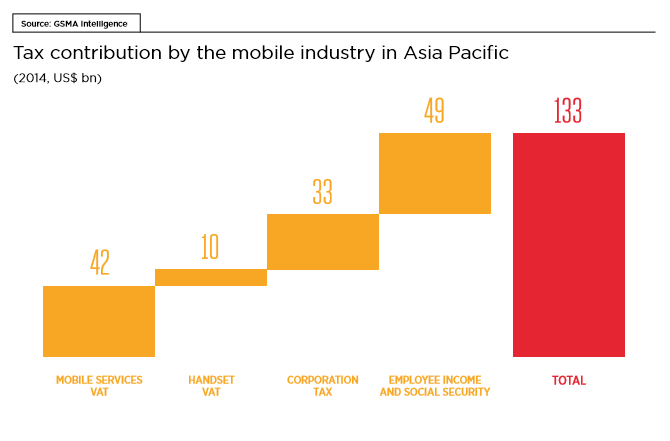 Source: GSMA Intelligence
Tax contribution by the mobile industry in Asia Pacific
(2014, US$ bn)
42
10
33
49
133
MOBILE SERVICES
VAT
HANDSET
VAT
CORPORATION
TAX
EMPLOYEE INCOME
AND SOCIAL SECURITY
TOTAL